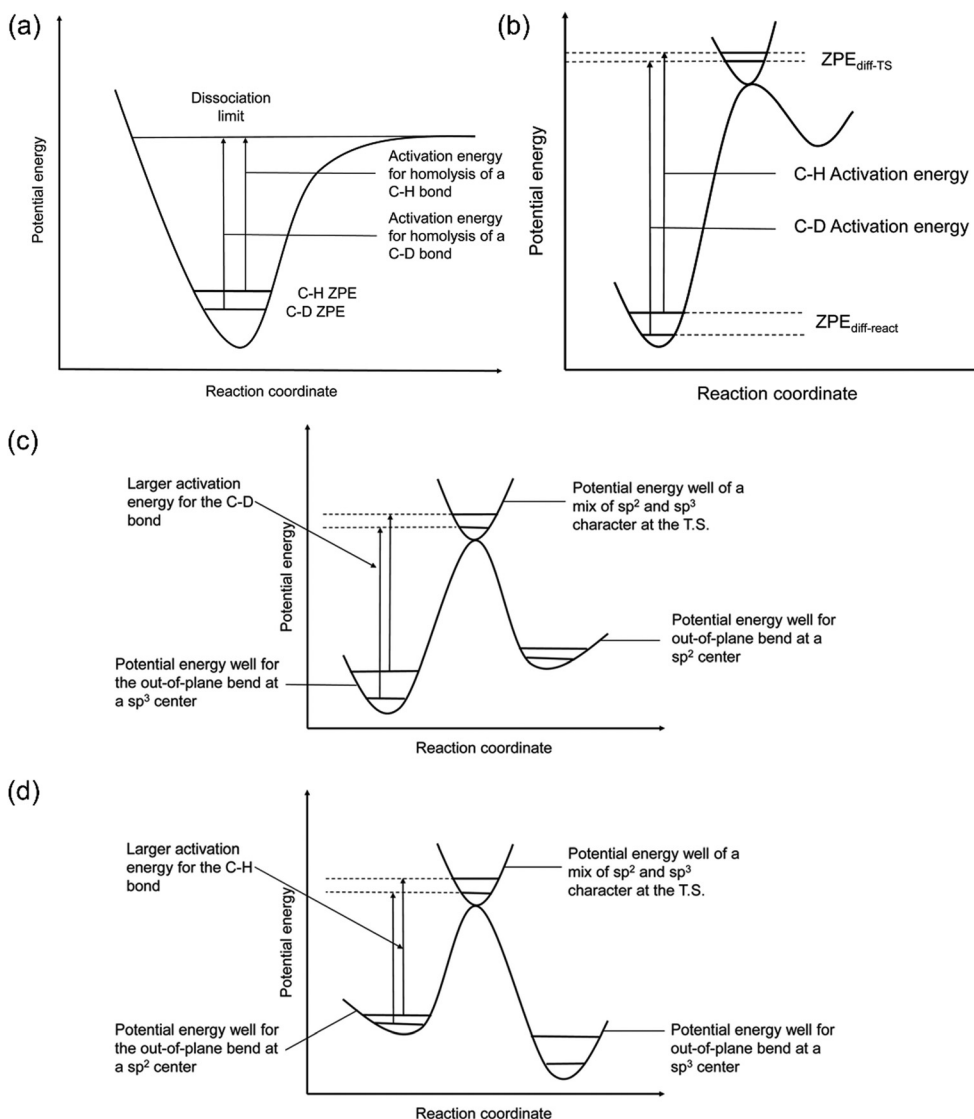 (a)
Potential energy
Dissociation
limit
Activation energy
for homolysis of a
C-H bond
Activation energy
for homolysis of a
C-D bond
C-H ZPE
C-D ZPE
Reaction coordinate
(b)
Potential energy
ZPEdiff-TS
C-H Activation energy
C-D Activation energy
ZPEdiff-react
Reaction coordinate
(c)
Larger activation
energy for the C-D
bond
Potential energy
Potential energy well of a
mix of sp² and sp³
character at the T.S.
Potential energy well for
out-of-plane bend at a
sp² center
Potential energy well for
the out-of-plane bend at
a sp³ center
Reaction coordinate
(d)
Larger activation
energy for the C-H
bond
Potential energy
Potential energy well of a
mix of sp² and sp³
character at the T.S.
Potential energy well for
the out-of-plane bend at
a sp² center
Potential energy well for
out-of-plane bend at a
sp³ center
Reaction coordinate